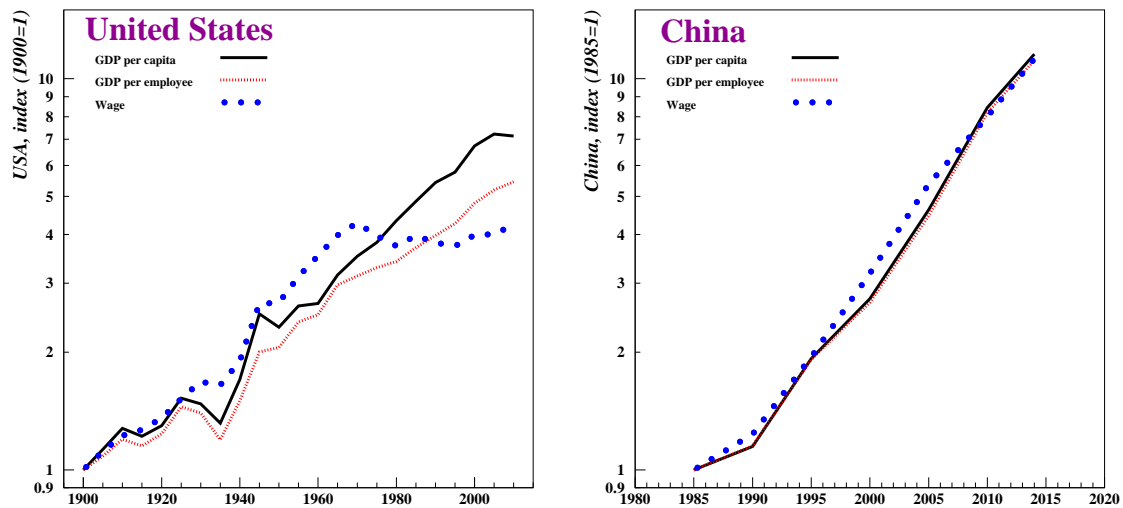 United States
USA, index (1900=1)
GDP per capita
GDP per employee
Wage
10
9
8
7
6
5
4
3
2
1
0.9
1900 1920 1940 1960 1980 2000
China
China, index (1985=1)
GDP per capita
GDP per employee
Wage
10
9
8
7
6
5
4
3
2
1
0.9
1980 1985 1990 1995 2000 2005 2010 2015 2020